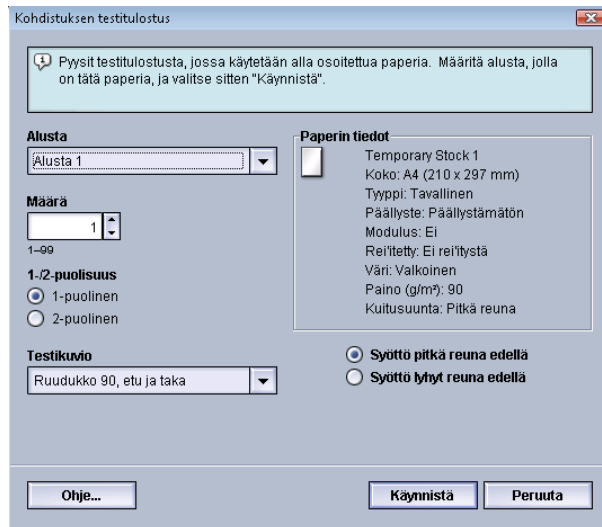 Kohdistuksen testitulostus
Pyysit testitulostusta, jossa käytetään alla osoitettua paperia. Määritä alusta, jolla
on tätä paperia, ja valitse sitten "Käynnistä".
Alusta
Alusta 1
Määrä
1
1–99
1-/2-puolisuus
1-puolinen
2-puolinen
Testikuvio
Ruudukko 90, etu ja taka
Paperin tiedot
Temporary Stock 1
Koko: A4 (210 x 297 mm)
Tyyppi: Tavallinen
Päällyste: Päällystämätön
Modulus: Ei
Rei'itetty: Ei rei'itystä
Väri: Valkoinen
Paino (g/m²): 90
Kuitusuunta: Pitkä reuna
Syöttö pitkä reuna edellä
Syöttö lyhyt reuna edellä
Ohje...
Käynnistä
Peruuta